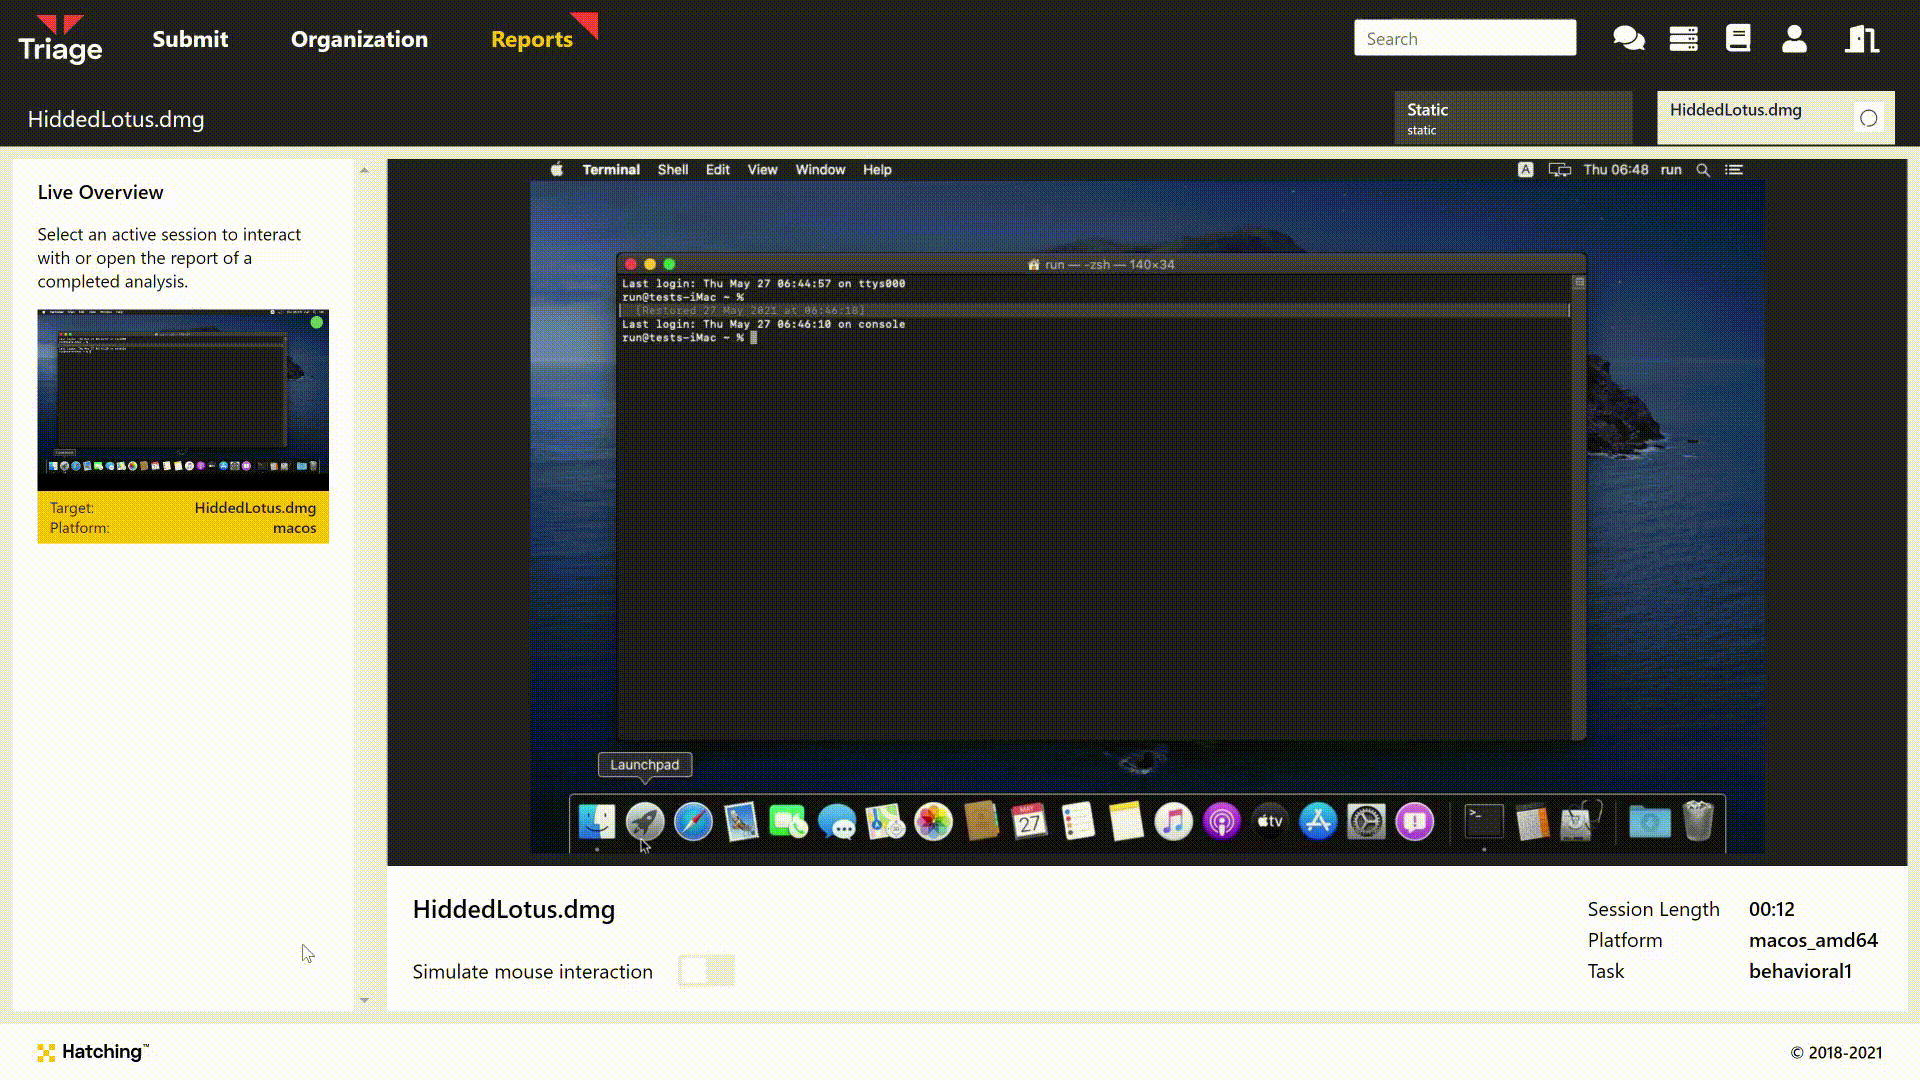 Triage
Submit
Organization
Reports
Search
HiddedLotus.dmg
Static
static
HiddedLotus.dmg
Live Overview
Select an active session to interact
with or open the report of a
completed analysis.
Target: HiddedLotus.dmg
Platform: macos
Terminal Shell Edit View Window Help
A
Thu 06:48 run
run — -zsh — 140×34
Last login: Thu May 27 06:44:57 on ttys000
run@tests-iMac ~ %
[Restored 27 May 2021 at 06:46:18]
Last login: Thu May 27 06:46:10 on console
run@tests-iMac ~ %
Launchpad
MAY
27
tv
HiddedLotus.dmg
Simulate mouse interaction
Session Length 00:12
Platform macos_amd64
Task behavioral1
Hatching™
© 2018-2021